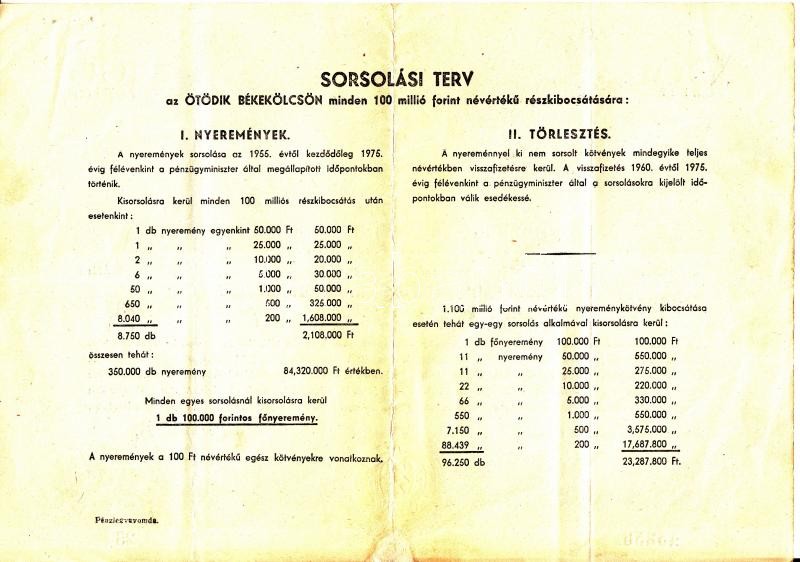 SORSOLÁSI TERV
az ÖTÖDIK BÉKEKÖLCSÖN minden 100 millió forint névértékű részkibocsátására :
I. NYEREMÉNYEK.
A nyeremények sorsolása az 1955. évtől kezdődőleg 1975.
évig félévenkint a pénzügyminiszter által megállapított időpontokban
történik.
Kisorsolásra kerül minden 100 milliós részkibocsátás után
esetenkint :
1 db nyeremény egyenkint 50.000 Ft 50.000 Ft
1 „ „ „ 25.000 „ 25.000 „
2 „ „ „ 10.000 „ 20.000 „
6 „ „ „ 5.000 „ 30.000 „
50 „ „ „ 1.000 „ 50.000 „
650 „ „ „ 500 „ 325.000 „
8.040 „ „ „ 200 „ 1,608.000 „
8.750 db 2,108.000 Ft
összesen tehát :
350.000 db nyeremény 84,320.000 Ft értékben.
Minden egyes sorsolásnál kisorsolásra kerül
1 db 100.000 forintos főnyeremény.
A nyeremények a 100 Ft névértékű egész kötvényekre vonatkoznak.
Pénzjegynyomda.
II. TÖRLESZTÉS.
A nyereménnyel ki nem sorsolt kötvények mindegyike teljes
névértékben visszafizetésre kerül. A visszafizetés 1960. évtől 1975.
évig félévenkint a pénzügyminiszter által a sorsolásokra kijelölt idő-
pontokban válik esedékessé.
1.100 millió forint névértékű nyereménykötvény kibocsátása
esetén tehát egy-egy sorsolás alkalmával kisorsolásra kerül :
1 db főnyeremény 100.000 Ft 100.000 Ft
11 „ nyeremény 50.000 „ 550.000 „
11 „ „ 25.000 „ 275.000 „
22 „ „ 10.000 „ 220.000 „
66 „ „ 5.000 „ 330.000 „
550 „ „ 1.000 „ 550.000 „
7.150 „ „ 500 „ 3,575.000 „
88.439 „ „ 200 „ 17,687.800 „
96.250 db 23,287.800 Ft.